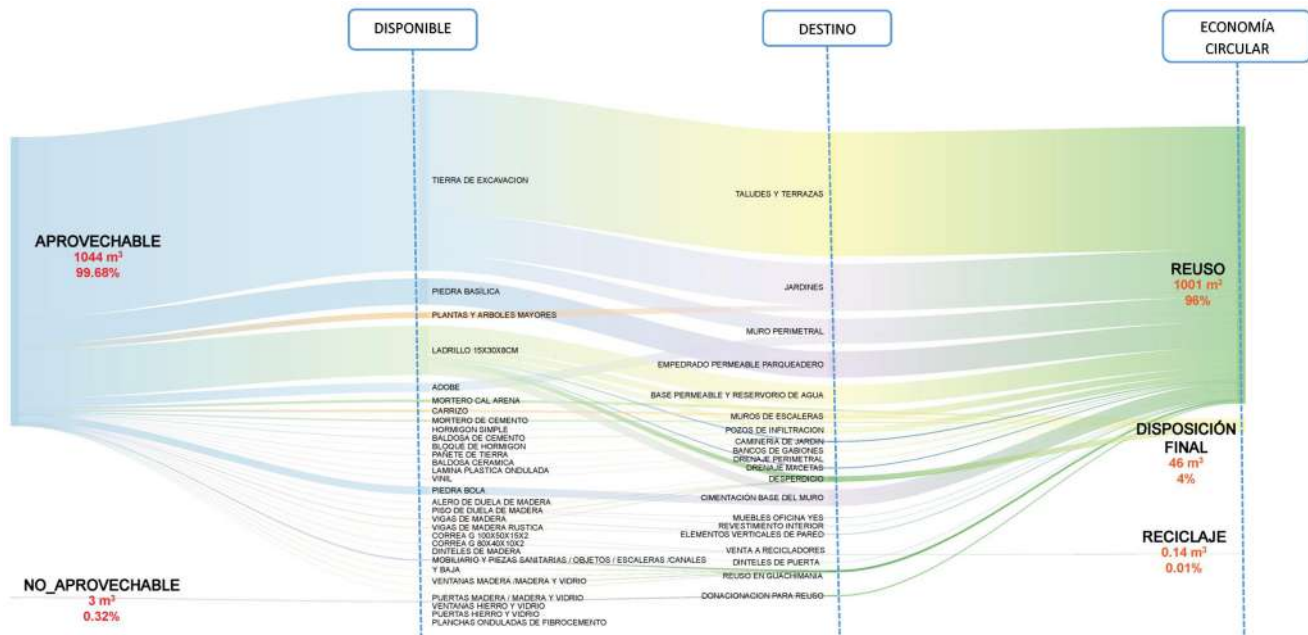 DISPONIBLE
DESTINO
ECONOMÍA
CIRCULAR
APROVECHABLE
1044 m³
99.68%
NO_APROVECHABLE
3 m³
0.32%
TIERRA DE EXCAVACION
PIEDRA BASÍLICA
PLANTAS Y ARBOLES MAYORES
LADRILLO 15X30X8CM
ADOBE
MORTERO CAL ARENA
CARRIZO
MORTERO DE CEMENTO
HORMIGON SIMPLE
BALDOSA DE CEMENTO
BLOQUE DE HORMIGON
PAÑETE DE TIERRA
BALDOSA CERAMICA
LAMINA PLASTICA ONDULADA
VINIL
PIEDRA BOLA
ALERO DE DUELA DE MADERA
PISO DE DUELA DE MADERA
VIGAS DE MADERA
VIGAS DE MADERA RUSTICA
CORREA G 100X50X15X2
CORREA G 80X40X10X2
DINTELES DE MADERA
MOBILIARIO Y PIEZAS SANITARIAS / OBJETOS / ESCALERAS /CANALES
Y BAJA
VENTANAS MADERA /MADERA Y VIDRIO
PUERTAS MADERA / MADERA Y VIDRIO
VENTANAS HIERRO Y VIDRIO
PUERTAS HIERRO Y VIDRIO
PLANCHAS ONDULADAS DE FIBROCEMENTO
TALUDES Y TERRAZAS
JARDINES
MURO PERIMETRAL
EMPEDRADO PERMEABLE PARQUEADERO
BASE PERMEABLE Y RESERVORIO DE AGUA
MUROS DE ESCALERAS
POZOS DE INFILTRACION
CAMINERIA DE JARDIN
BANCOS DE GABIONES
DRENAJE PERIMETRAL
DRENAJE MACETAS
DESPERDICIO
CIMENTACIÓN BASE DEL MURO
MUEBLES OFICINA YES
REVESTIMIENTO INTERIOR
ELEMENTOS VERTICALES DE PARED
VENTA A RECICLADORES
DINTELES DE PUERTA
REUSO EN GUACHIMANIA
DONACIONACION PARA REUSO
REUSO
1001 m³
96%
DISPOSICIÓN
FINAL
46 m³
4%
RECICLAJE
0.14 m³
0.01%